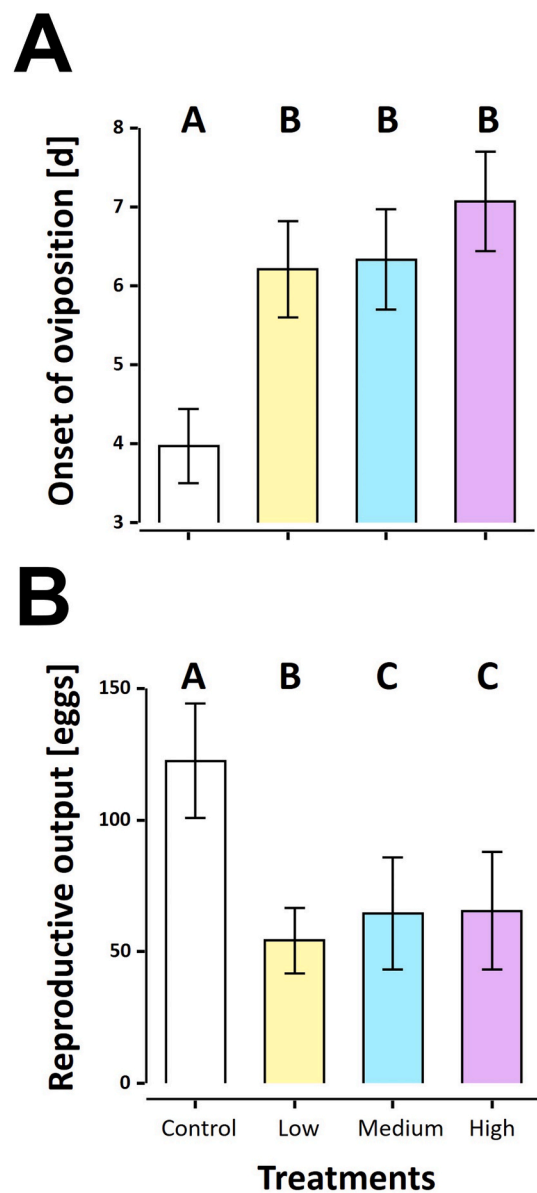 A
A B B B
8
7
6
5
4
3
Onset of oviposition [d]
B
A B C C
150
100
50
0
Reproductive output [eggs]
Control Low Medium High
Treatments